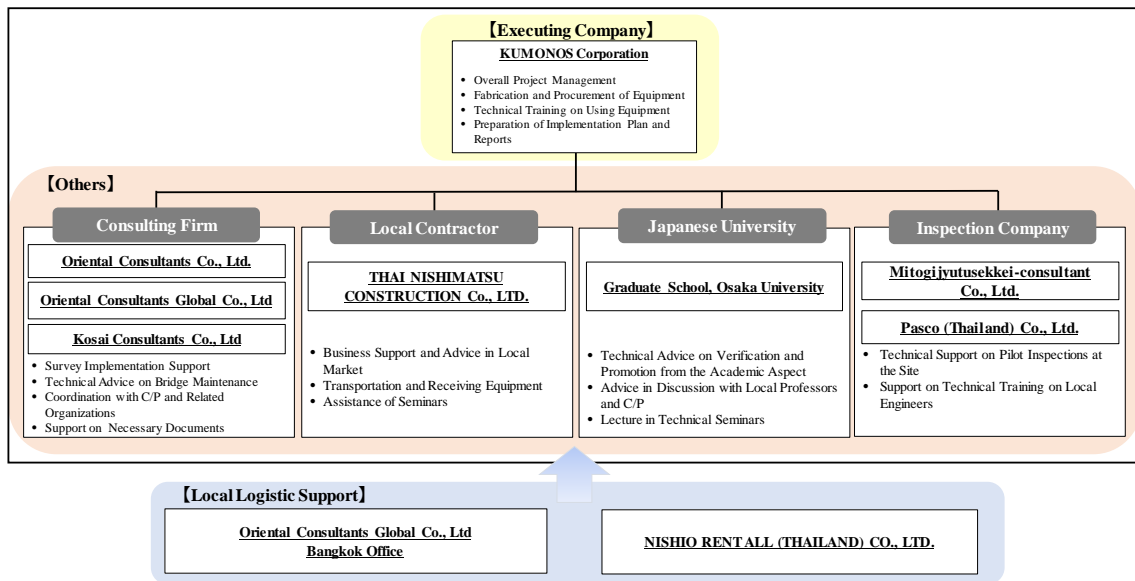 【Executing Company】
KUMONOS Corporation
• Overall Project Management
• Fabrication and Procurement of Equipment
• Technical Training on Using Equipment
• Preparation of Implementation Plan and
Reports
【Others】
Consulting Firm
Oriental Consultants Co., Ltd.
Oriental Consultants Global Co., Ltd
Kosai Consultants Co., Ltd
• Survey Implementation Support
• Technical Advice on Bridge Maintenance
• Coordination with C/P and Related
Organizations
• Support on Necessary Documents
Local Contractor
THAI NISHIMATSU
CONSTRUCTION Co., LTD.
• Business Support and Advice in Local
Market
• Transportation and Receiving Equipment
• Assistance of Seminars
Japanese University
Graduate School, Osaka University
• Technical Advice on Verification and
Promotion from the Academic Aspect
• Advice in Discussion with Local Professors
and C/P
• Lecture in Technical Seminars
Inspection Company
Mitogijyutusekkei-consultant
Co., Ltd.
Pasco (Thailand) Co., Ltd.
• Technical Support on Pilot Inspections at
the Site
• Support on Technical Training on Local
Engineers
【Local Logistic Support】
Oriental Consultants Global Co., Ltd
Bangkok Office
NISHIO RENT ALL (THAILAND) CO., LTD.